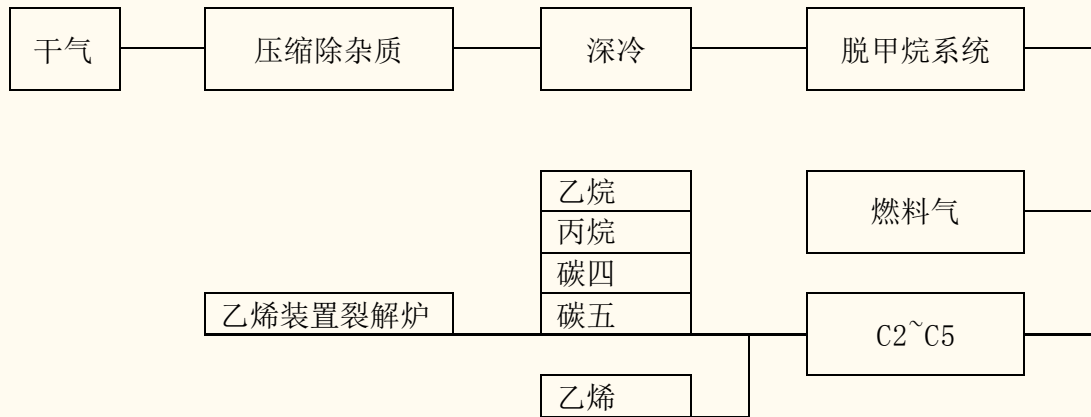 干气
压缩除杂质
深冷
脱甲烷系统
乙烷
丙烷
碳四
碳五
燃料气
乙烯装置裂解炉
C2~C5
乙烯